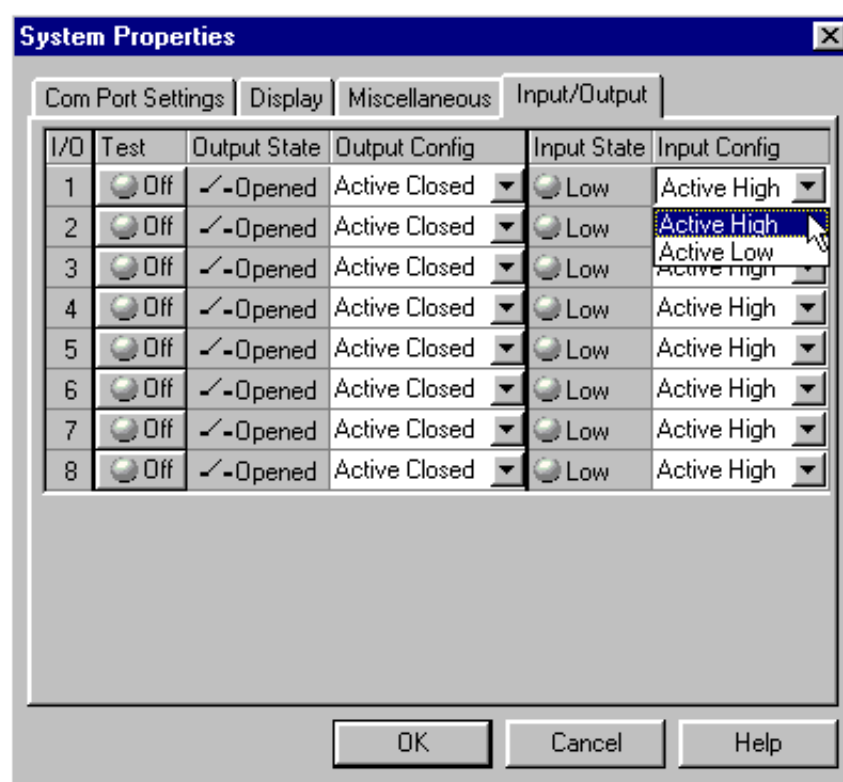 System Properties
Com Port Settings Display Miscellaneous Input/Output
I/O Test Output State Output Config Input State Input Config
1 Off Opened Active Closed Low Active High
2 Off Opened Active Closed Low Active High
3 Off Opened Active Closed Low Active Low
Active High
4 Off Opened Active Closed Low Active High
5 Off Opened Active Closed Low Active High
6 Off Opened Active Closed Low Active High
7 Off Opened Active Closed Low Active High
8 Off Opened Active Closed Low Active High
OK Cancel Help